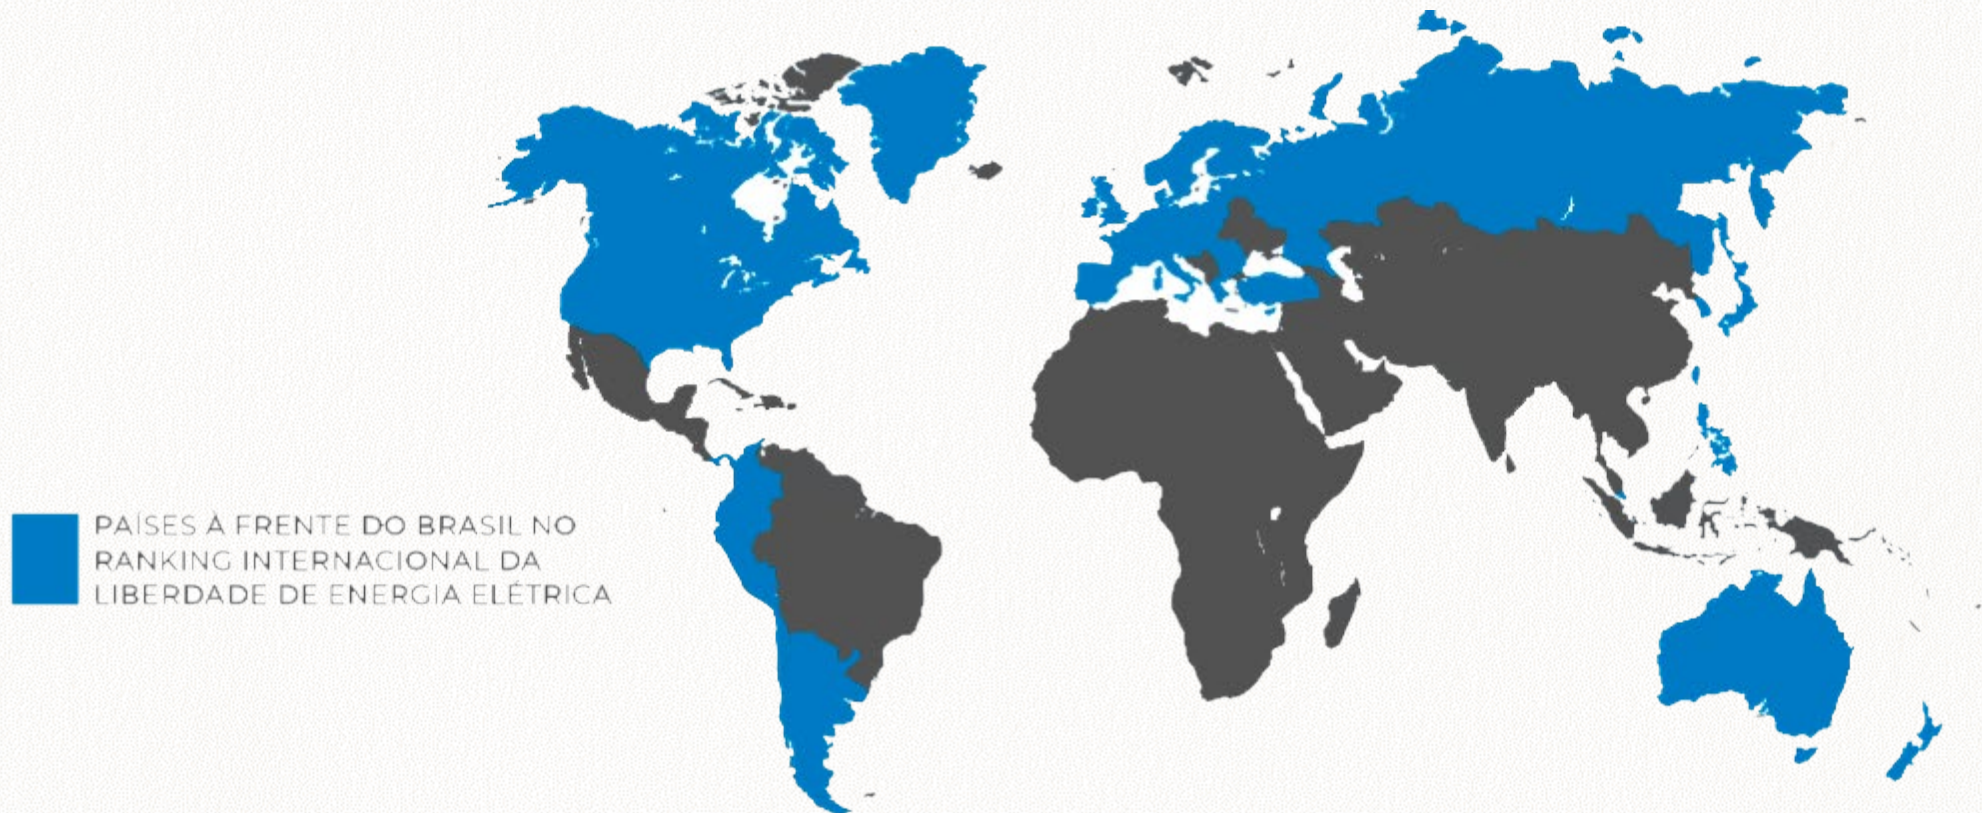 PAÍSES À FRENTE DO BRASIL NO
RANKING INTERNACIONAL DA
LIBERDADE DE ENERGIA ELÉTRICA